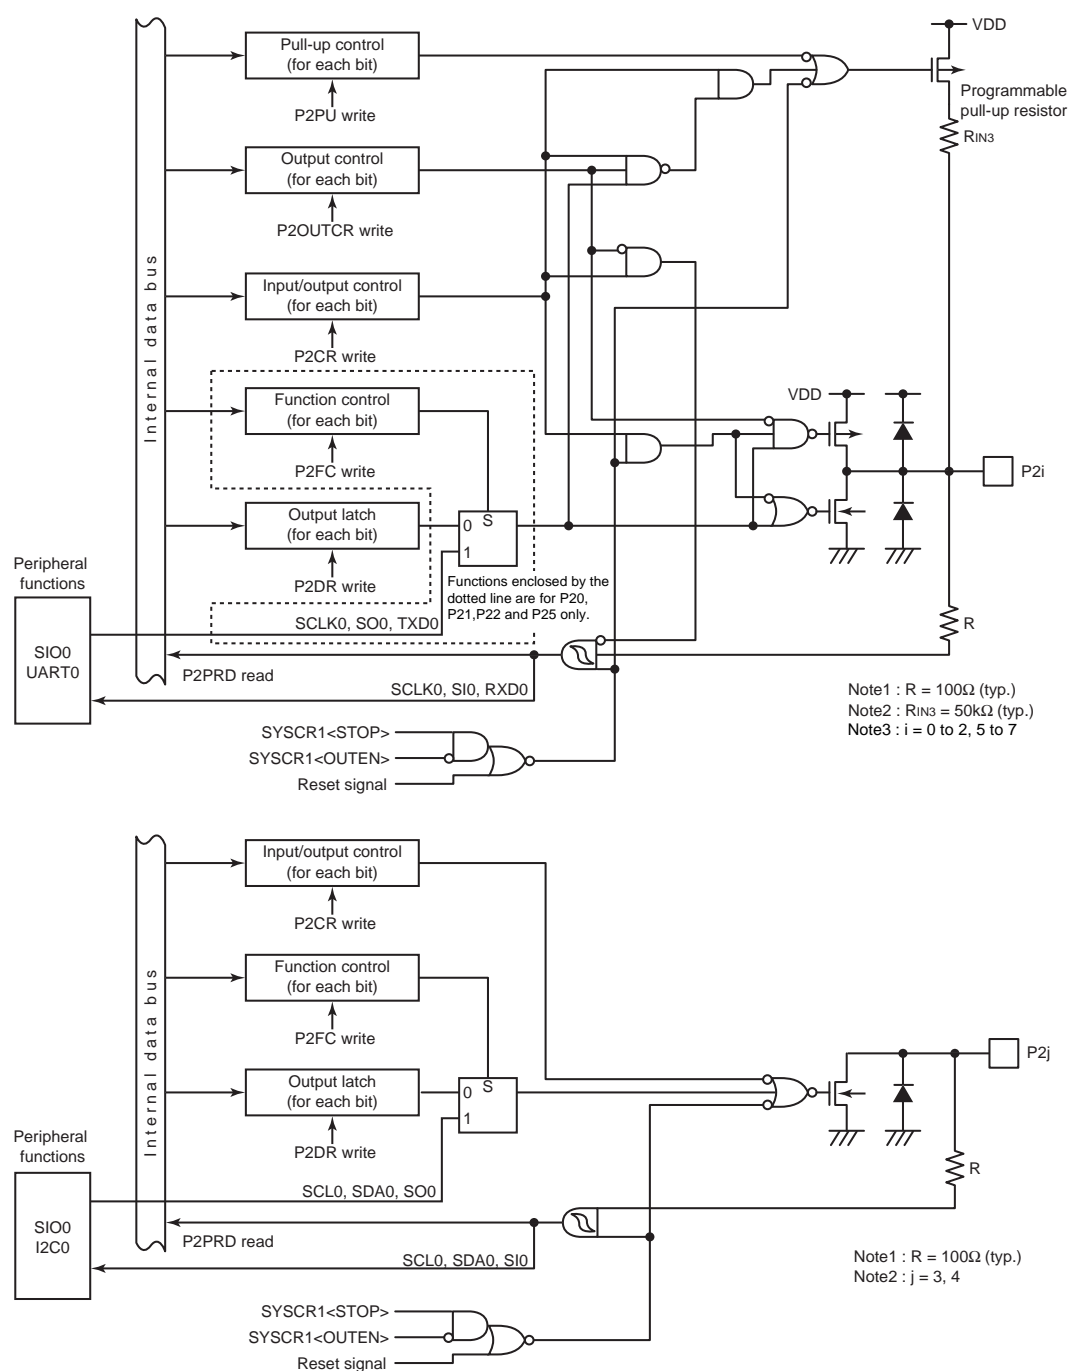 VDD
Pull-up control
(for each bit)
P2PU write
Programmable
pull-up resistor
RIN3
Output control
(for each bit)
P2OUTCR write
Internal data bus
Input/output control
(for each bit)
P2CR write
Function control
(for each bit)
P2FC write
VDD
P2i
Output latch
(for each bit)
P2DR write
0
S
1
Functions enclosed by the
dotted line are for P20,
P21,P22 and P25 only.
Peripheral
functions
SIO0
UART0
SCLK0, SO0, TXD0
R
P2PRD read
SCLK0, SI0, RXD0
Note1 : R = 100Ω (typ.)
Note2 : RIN3 = 50kΩ (typ.)
Note3 : i = 0 to 2, 5 to 7
SYSCR1<STOP>
SYSCR1<OUTEN>
Reset signal
Input/output control
(for each bit)
P2CR write
Internal data bus
Function control
(for each bit)
P2FC write
P2j
Output latch
(for each bit)
P2DR write
0
S
1
Peripheral
functions
SIO0
I2C0
SCL0, SDA0, SO0
R
P2PRD read
SCL0, SDA0, SI0
Note1 : R = 100Ω (typ.)
Note2 : j = 3, 4
SYSCR1<STOP>
SYSCR1<OUTEN>
Reset signal